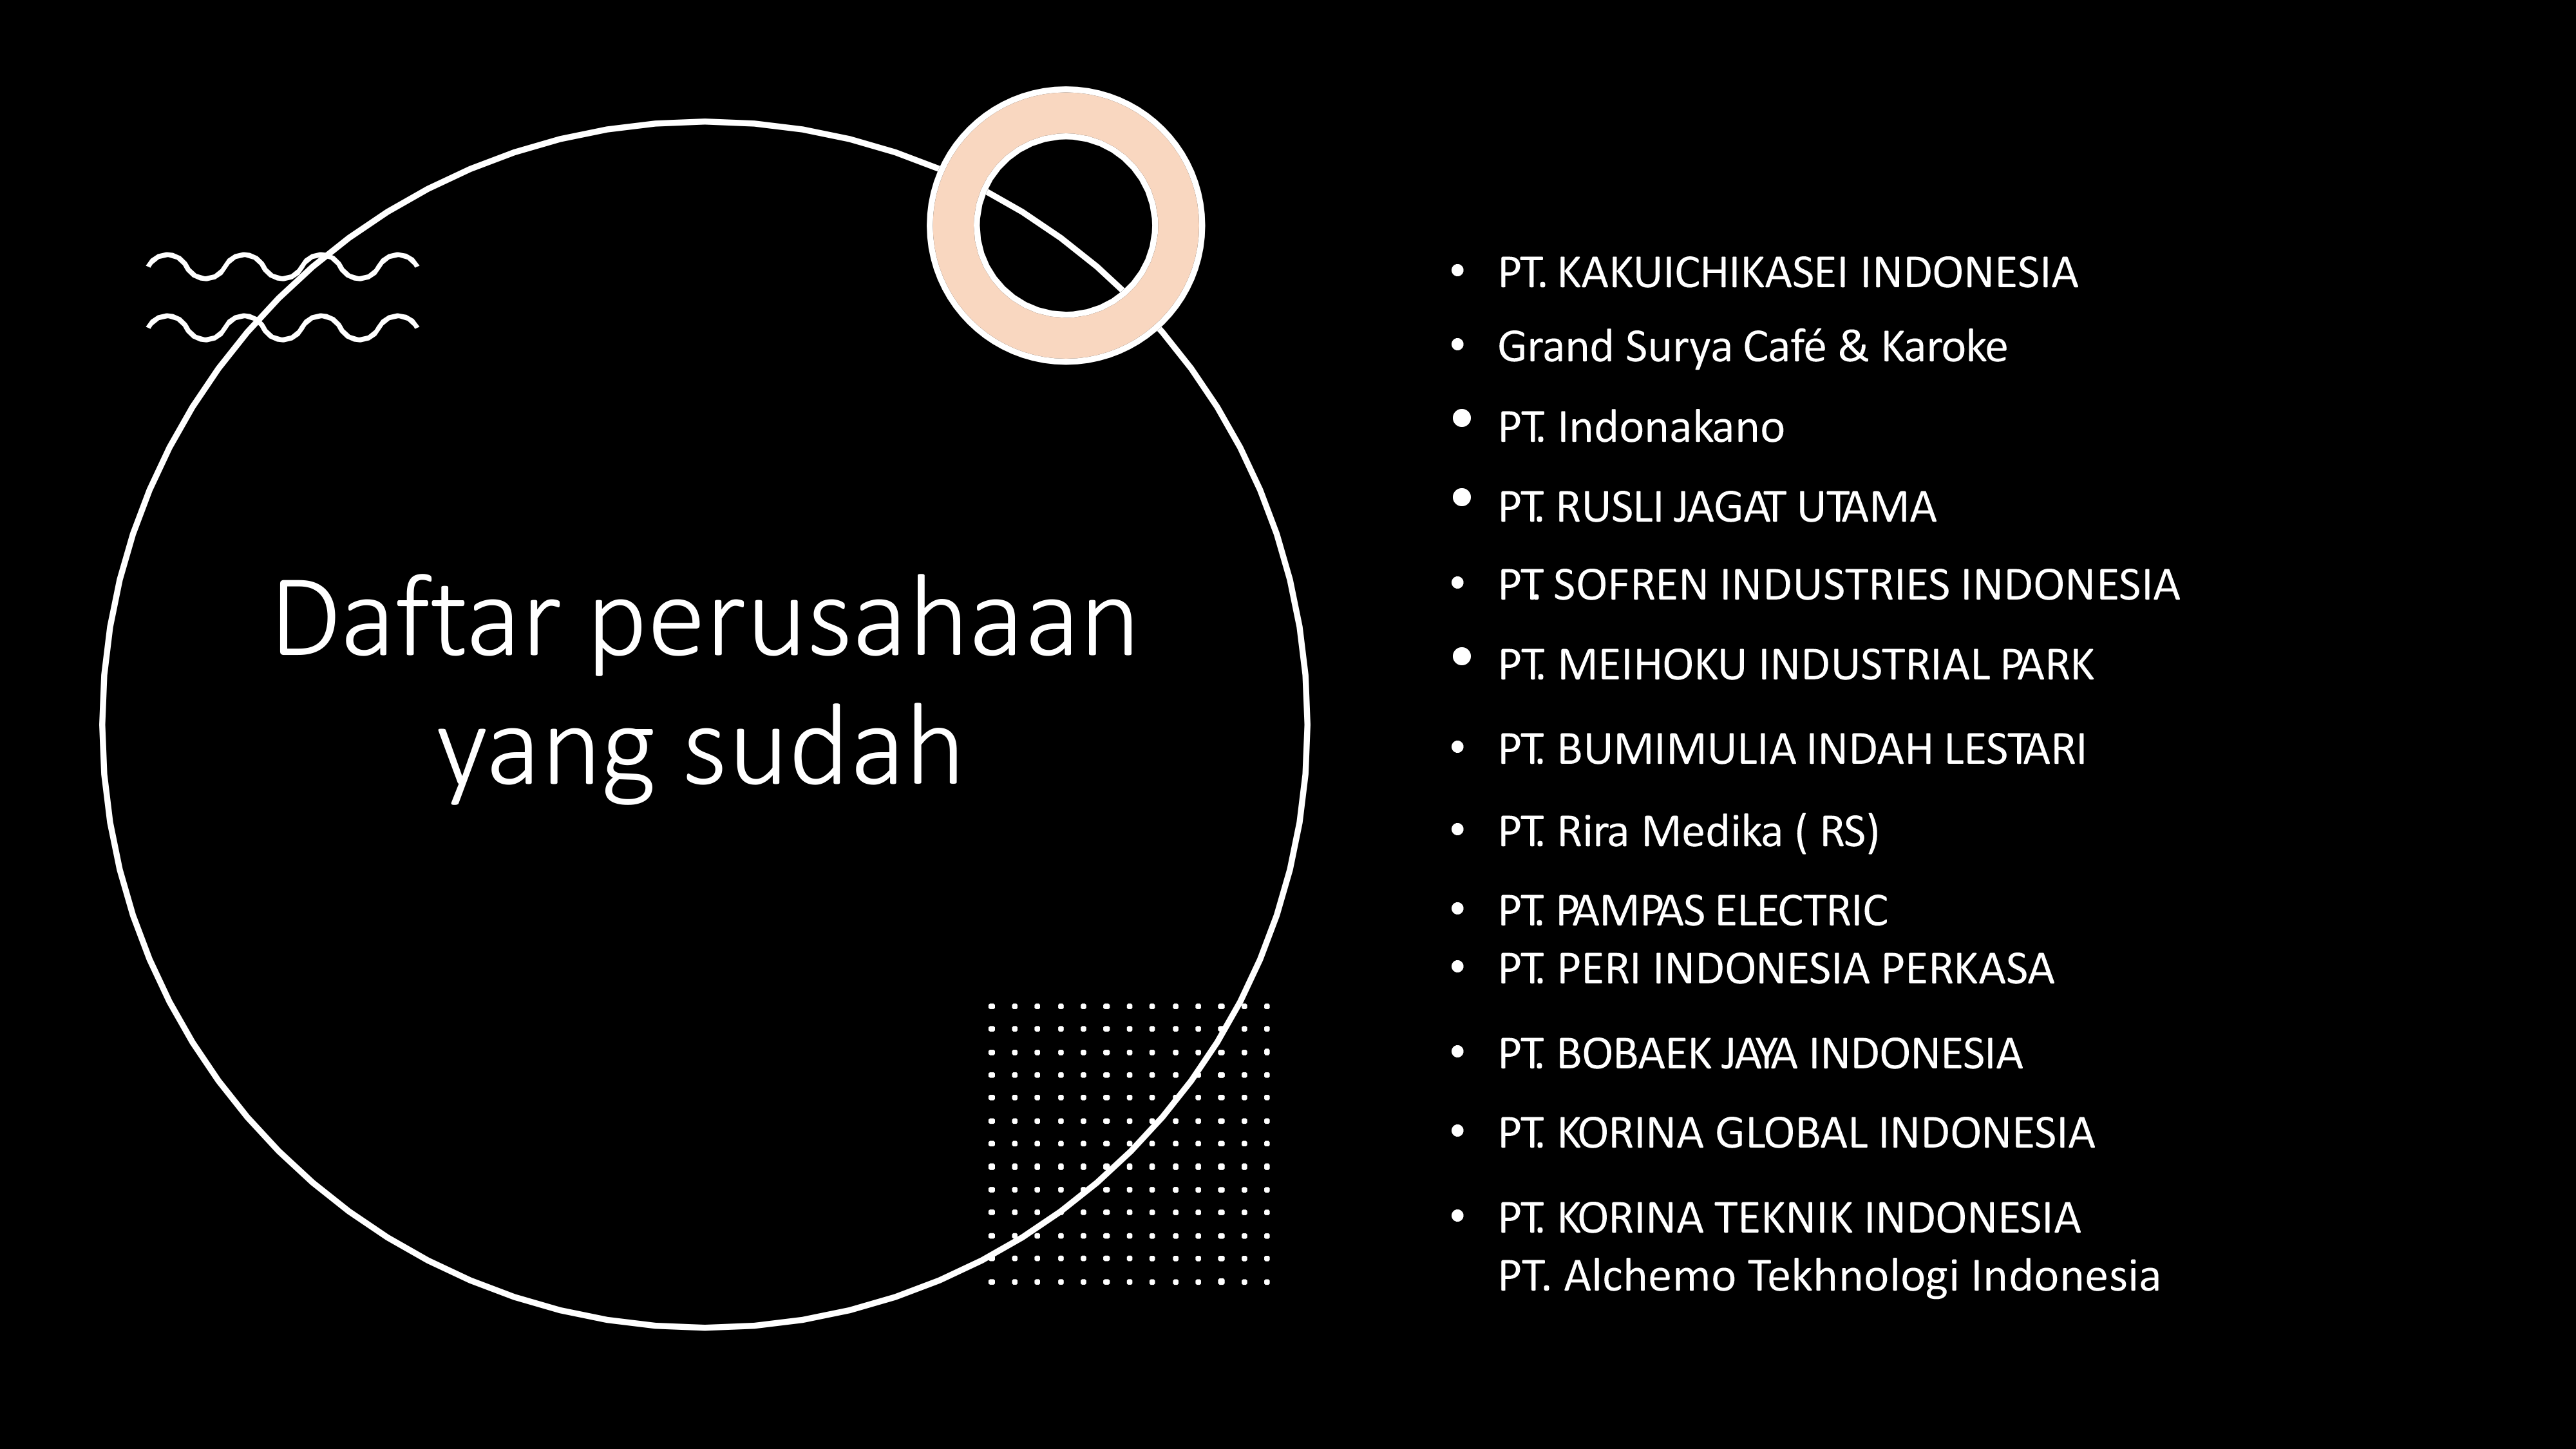 Daftar perusahaan
yang sudah
• PT. KAKUICHIKASEI INDONESIA
• Grand Surya Café & Karoke
• PT. Indonakano
• PT. RUSLI JAGAT UTAMA
• PT. SOFREN INDUSTRIES INDONESIA
• PT. MEIHOKU INDUSTRIAL PARK
• PT. BUMIMULIA INDAH LESTARI
• PT. Rira Medika ( RS)
• PT. PAMPAS ELECTRIC
• PT. PERI INDONESIA PERKASA
• PT. BOBAEK JAYA INDONESIA
• PT. KORINA GLOBAL INDONESIA
• PT. KORINA TEKNIK INDONESIA
PT. Alchemo Tekhnologi Indonesia